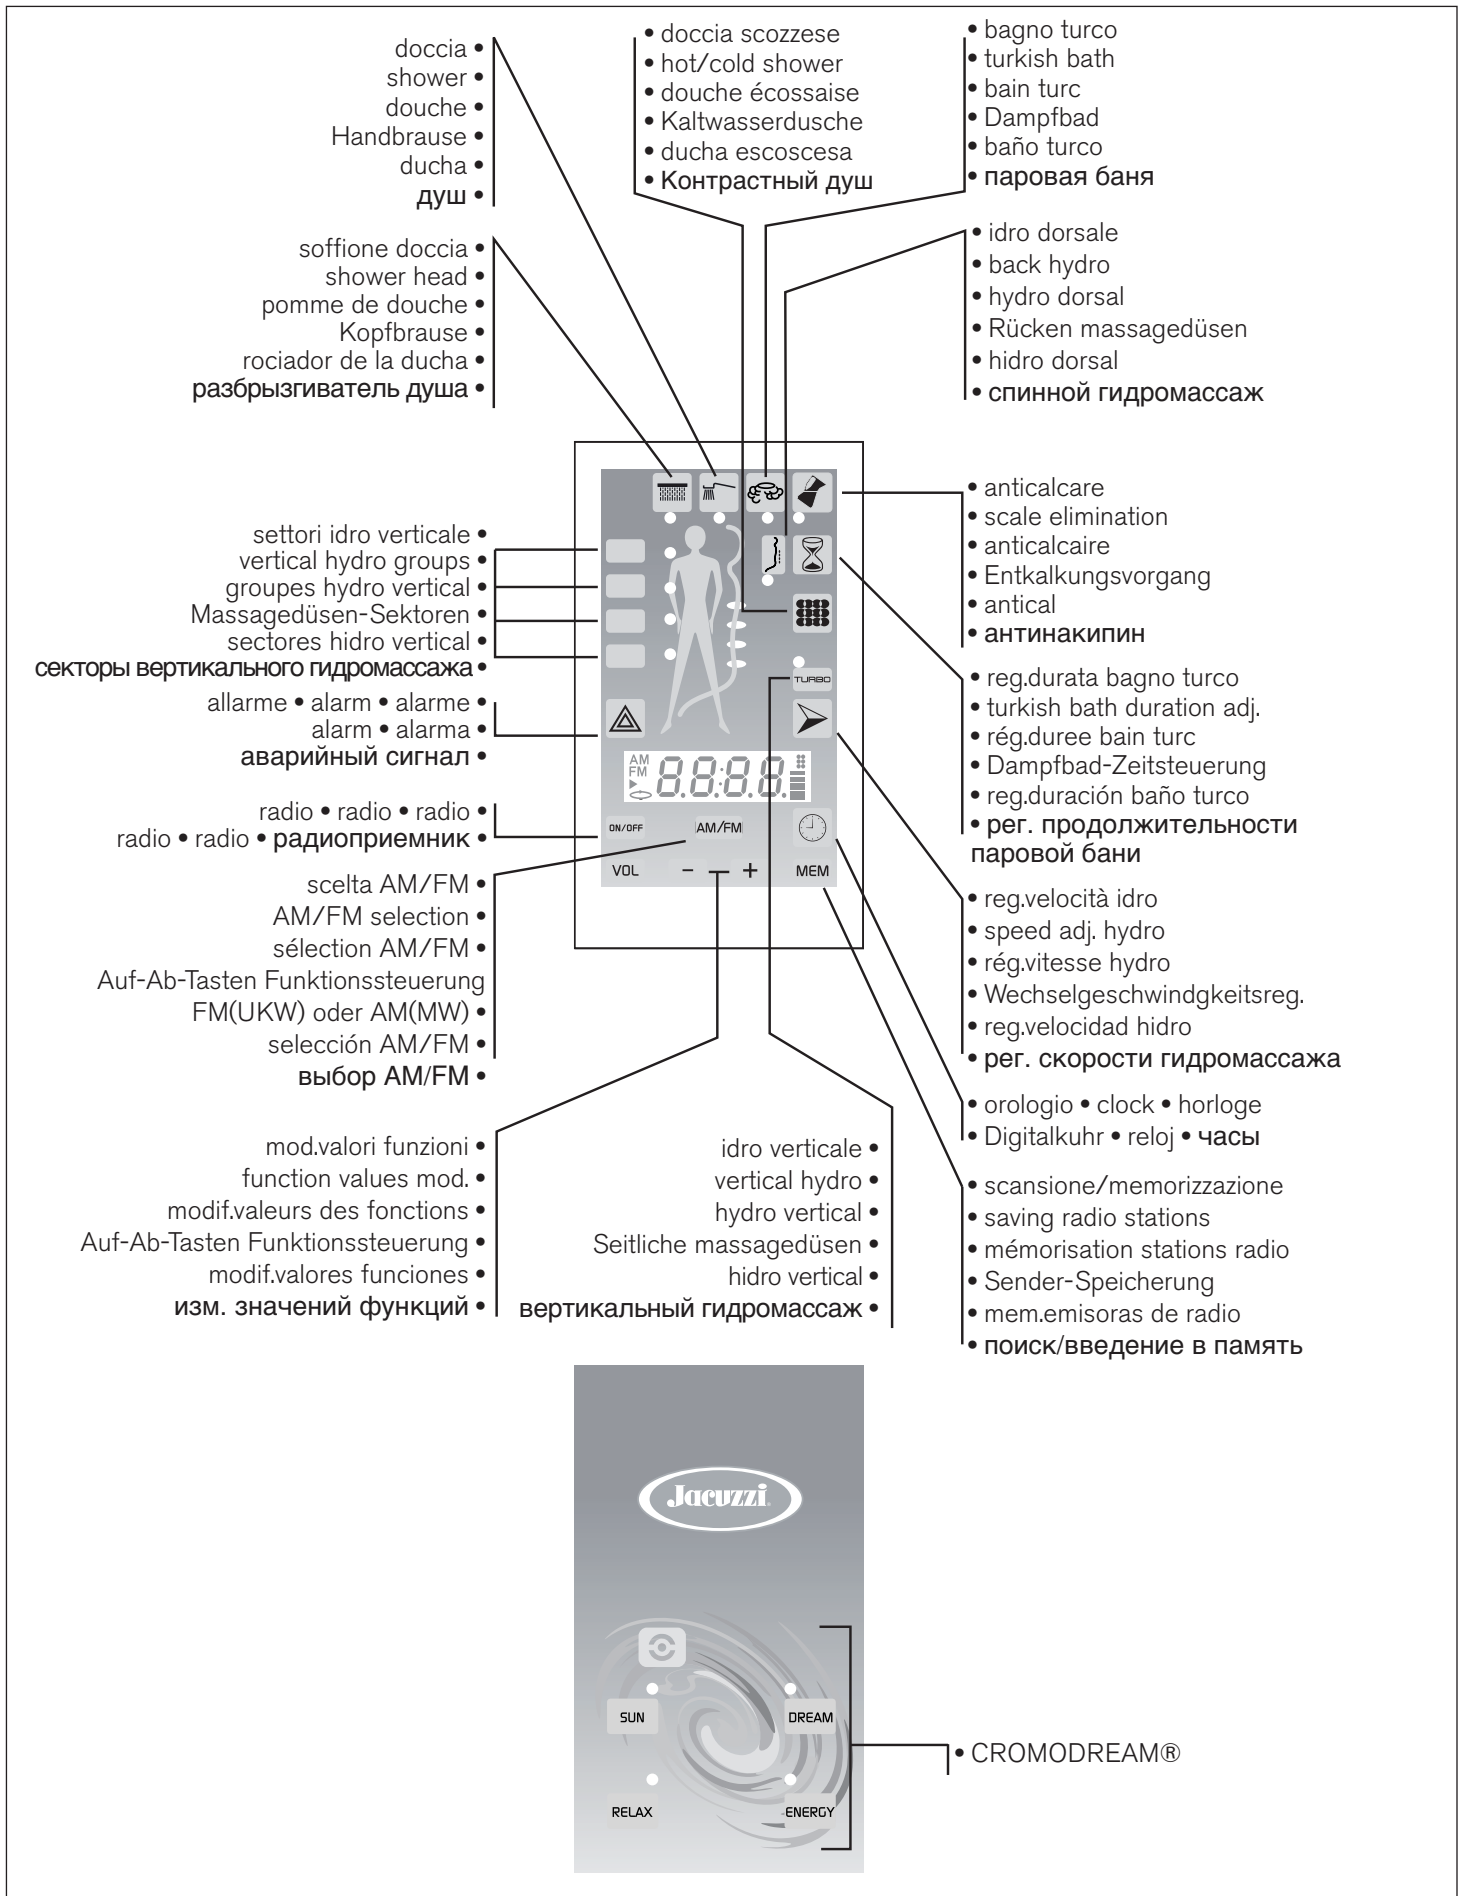 doccia •
shower •
douche •
Handbrause •
ducha •
душ •
• doccia scozzese
• hot/cold shower
• douche écossaise
• Kaltwasserdusche
• ducha escoscesa
• Контрастный душ
• bagno turco
• turkish bath
• bain turc
• Dampfbad
• baño turco
• паровая баня
soffione doccia •
shower head •
pomme de douche •
Kopfbrause •
rociador de la ducha •
разбрызгиватель душа •
• idro dorsale
• back hydro
• hydro dorsal
• Rücken massagedüsen
• hidro dorsal
• спинной гидромассаж
settori idro verticale •
vertical hydro groups •
groupes hydro vertical •
Massagedüsen-Sektoren •
sectores hidro vertical •
секторы вертикального гидромассажа •
• anticalcare
• scale elimination
• anticalcaire
• Entkalkungsvorgang
• antical
• антинакипин
allarme • alarm • alarme •
alarm • alarma •
аварийный сигнал •
• reg.durata bagno turco
• turkish bath duration adj.
• rég.duree bain turc
• Dampfbad-Zeitsteuerung
• reg.duración baño turco
• рег. продолжительности
паровой бани
radio • radio • radio •
radio • radio • радиоприемник •
TURBO
AM
FM
88:8.8.
ON/OFF
AM/FM
VOL
- +
MEM
scelta AM/FM •
AM/FM selection •
sélection AM/FM •
Auf-Ab-Tasten Funktionssteuerung
FM(UKW) oder AM(MW) •
selección AM/FM •
выбор AM/FM •
• reg.velocità idro
• speed adj. hydro
• rég.vitesse hydro
• Wechselgeschwindgkeitsreg.
• reg.velocidad hidro
• рег. скорости гидромассажа
• orologio • clock • horloge
• Digitalkuhr • reloj • часы
mod.valori funzioni •
function values mod. •
modif.valeurs des fonctions •
Auf-Ab-Tasten Funktionssteuerung •
modif.valores funciones •
изм. значений функций •
idro verticale •
vertical hydro •
hydro vertical •
Seitliche massagedüsen •
hidro vertical •
вертикальный гидромассаж •
• scansione/memorizzazione
• saving radio stations
• mémorisation stations radio
• Sender-Speicherung
• mem.emisoras de radio
• поиск/введение в память
Jacuzzi
SUN
DREAM
RELAX
ENERGY
• CROMODREAM®